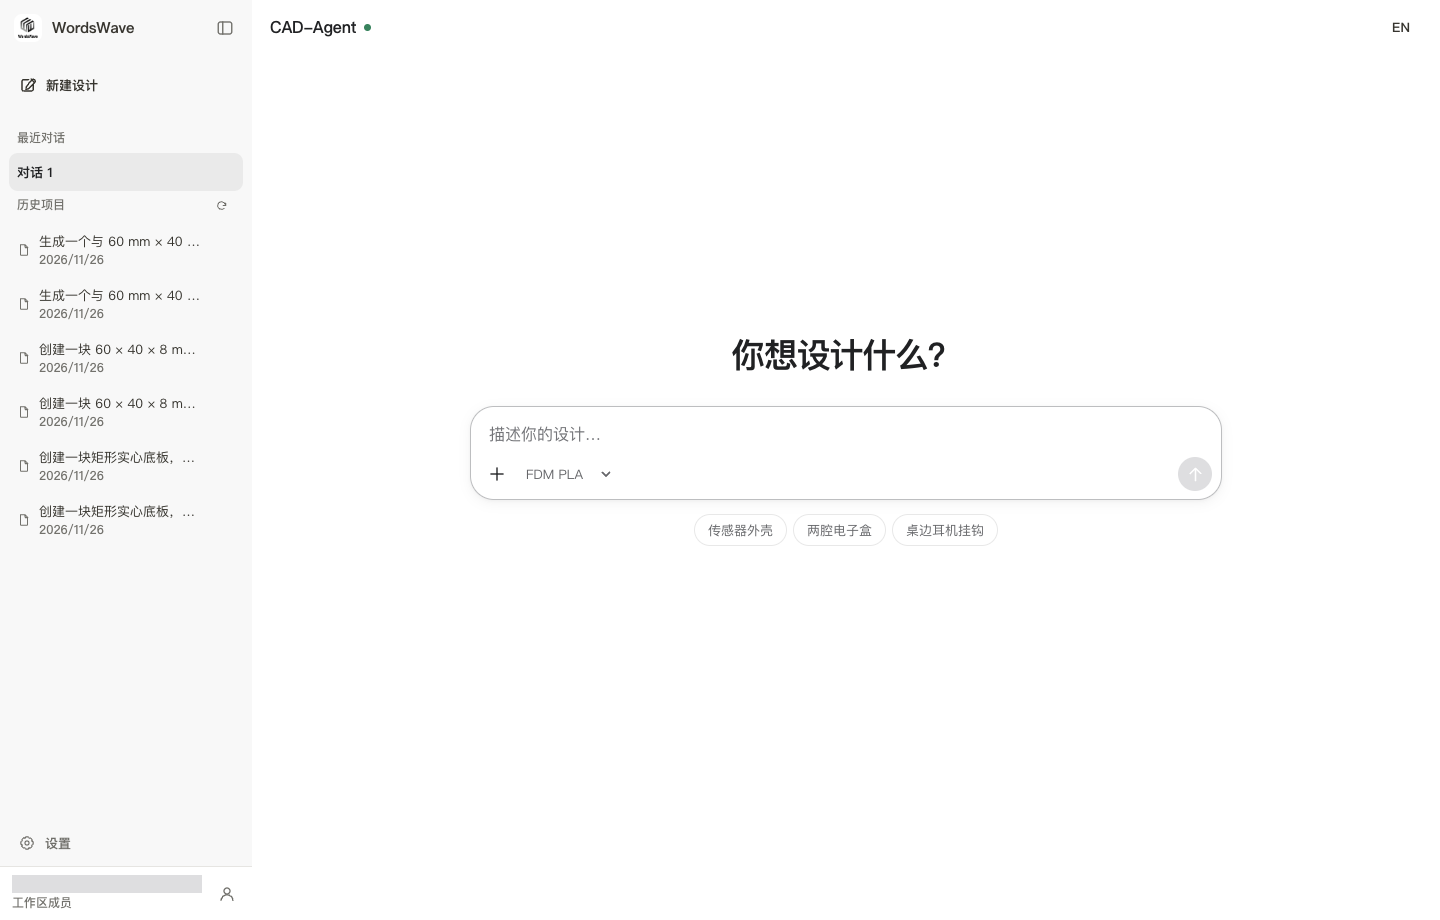 WordsWave
新建设计
最近对话
对话 1
历史项目
生成一个与 60 mm × 40 ...
2026/11/26
生成一个与 60 mm × 40 ...
2026/11/26
创建一块 60 × 40 × 8 m...
2026/11/26
创建一块 60 × 40 × 8 m...
2026/11/26
创建一块矩形实心底板，...
2026/11/26
创建一块矩形实心底板，...
2026/11/26
设置
工作区成员
CAD-Agent
EN
你想设计什么?
描述你的设计...
FDM PLA
传感器外壳
两腔电子盒
桌边耳机挂钩